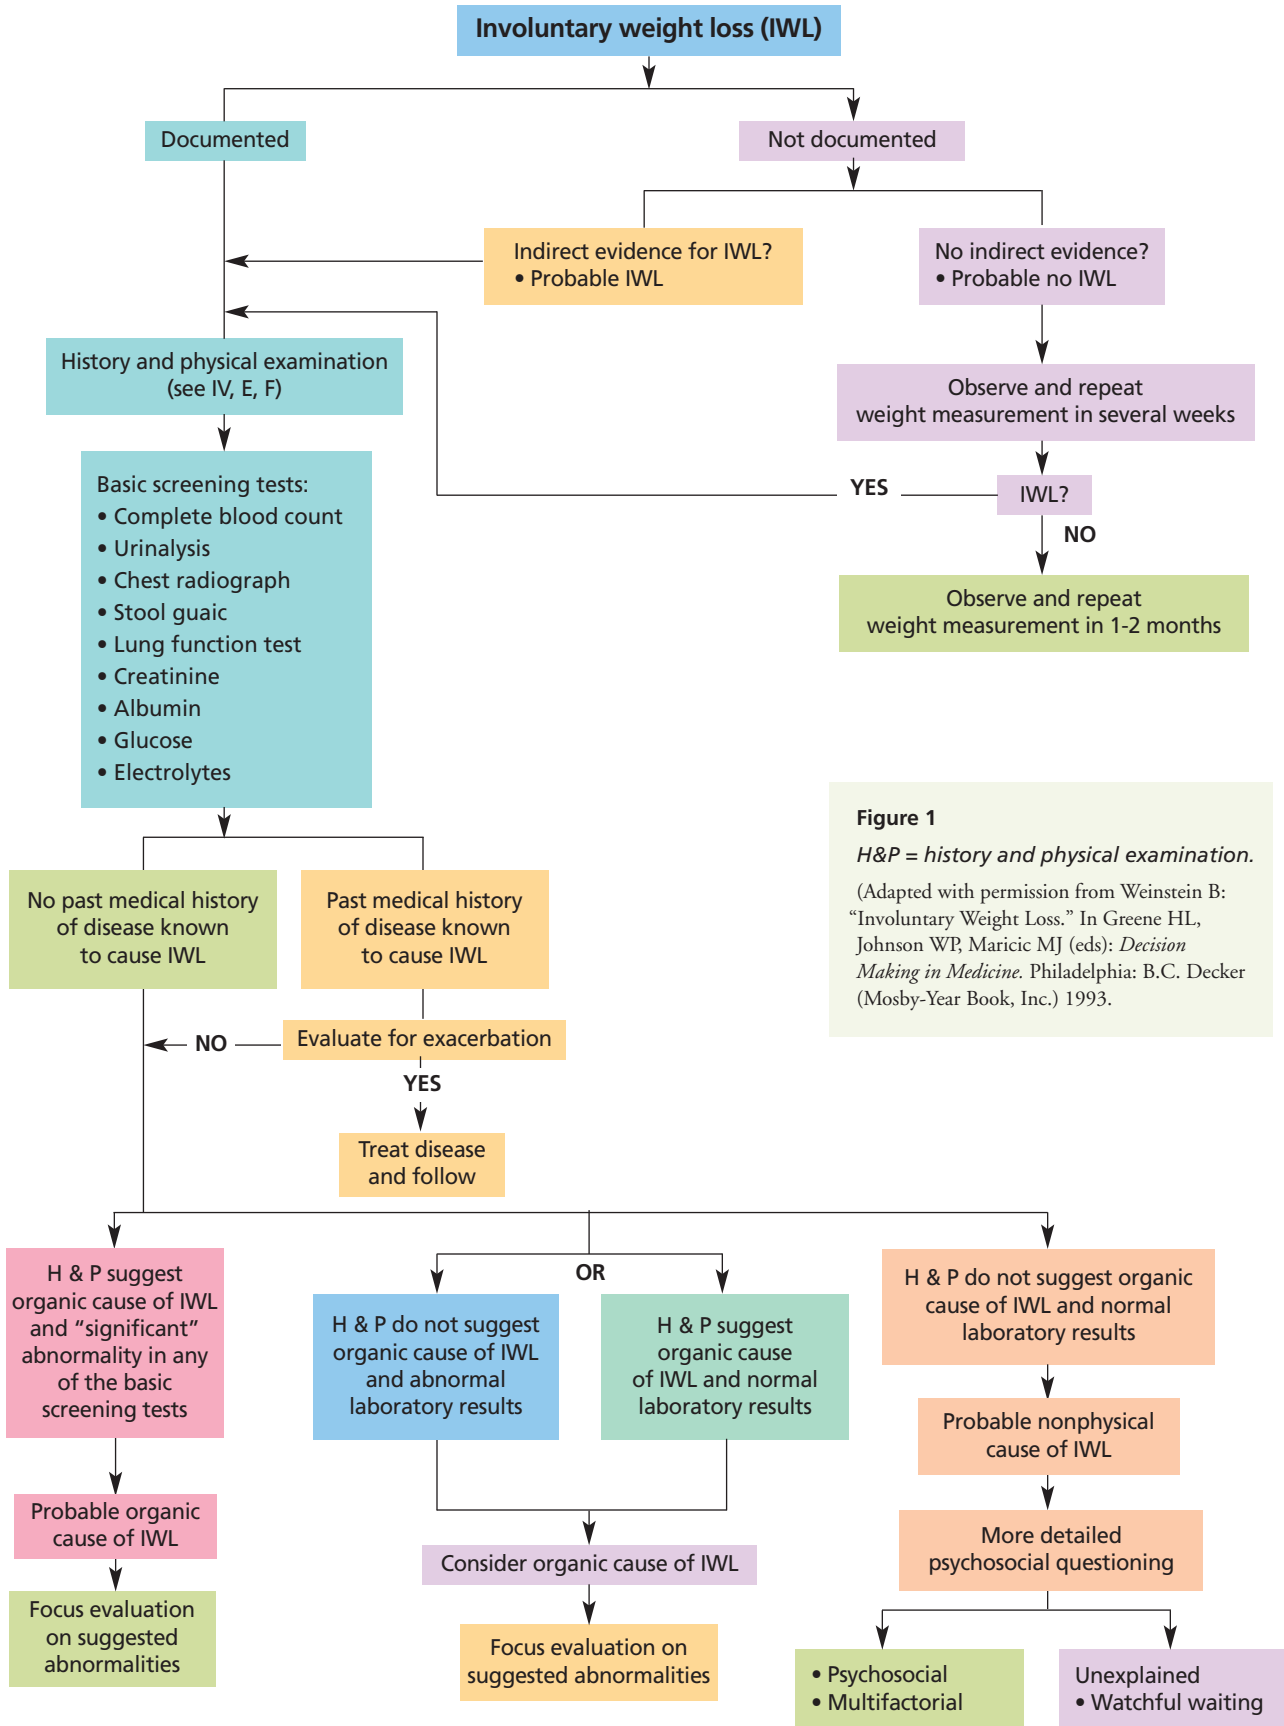 Involuntary weight loss (IWL)
Documented
Not documented
Indirect evidence for IWL?
• Probable IWL
No indirect evidence?
• Probable no IWL
History and physical examination
(see IV, E, F)
Observe and repeat
weight measurement in several weeks
YES
IWL?
NO
Observe and repeat
weight measurement in 1-2 months
Basic screening tests:
• Complete blood count
• Urinalysis
• Chest radiograph
• Stool guaic
• Lung function test
• Creatinine
• Albumin
• Glucose
• Electrolytes
Figure 1
H&P = history and physical examination.
(Adapted with permission from Weinstein B:
“Involuntary Weight Loss.” In Greene HL,
Johnson WP, Maricic MJ (eds): Decision
Making in Medicine. Philadelphia: B.C. Decker
(Mosby-Year Book, Inc.) 1993.
No past medical history
of disease known
to cause IWL
Past medical history
of disease known
to cause IWL
NO
Evaluate for exacerbation
YES
Treat disease
and follow
H & P suggest
organic cause of IWL
and “significant”
abnormality in any
of the basic
screening tests
OR
H & P do not suggest
organic cause of IWL
and abnormal
laboratory results
H & P suggest
organic cause
of IWL and normal
laboratory results
H & P do not suggest organic
cause of IWL and normal
laboratory results
Probable nonphysical
cause of IWL
Probable organic
cause of IWL
More detailed
psychosocial questioning
Consider organic cause of IWL
Focus evaluation
on suggested
abnormalities
Focus evaluation on
suggested abnormalities
• Psychosocial
• Multifactorial
Unexplained
• Watchful waiting